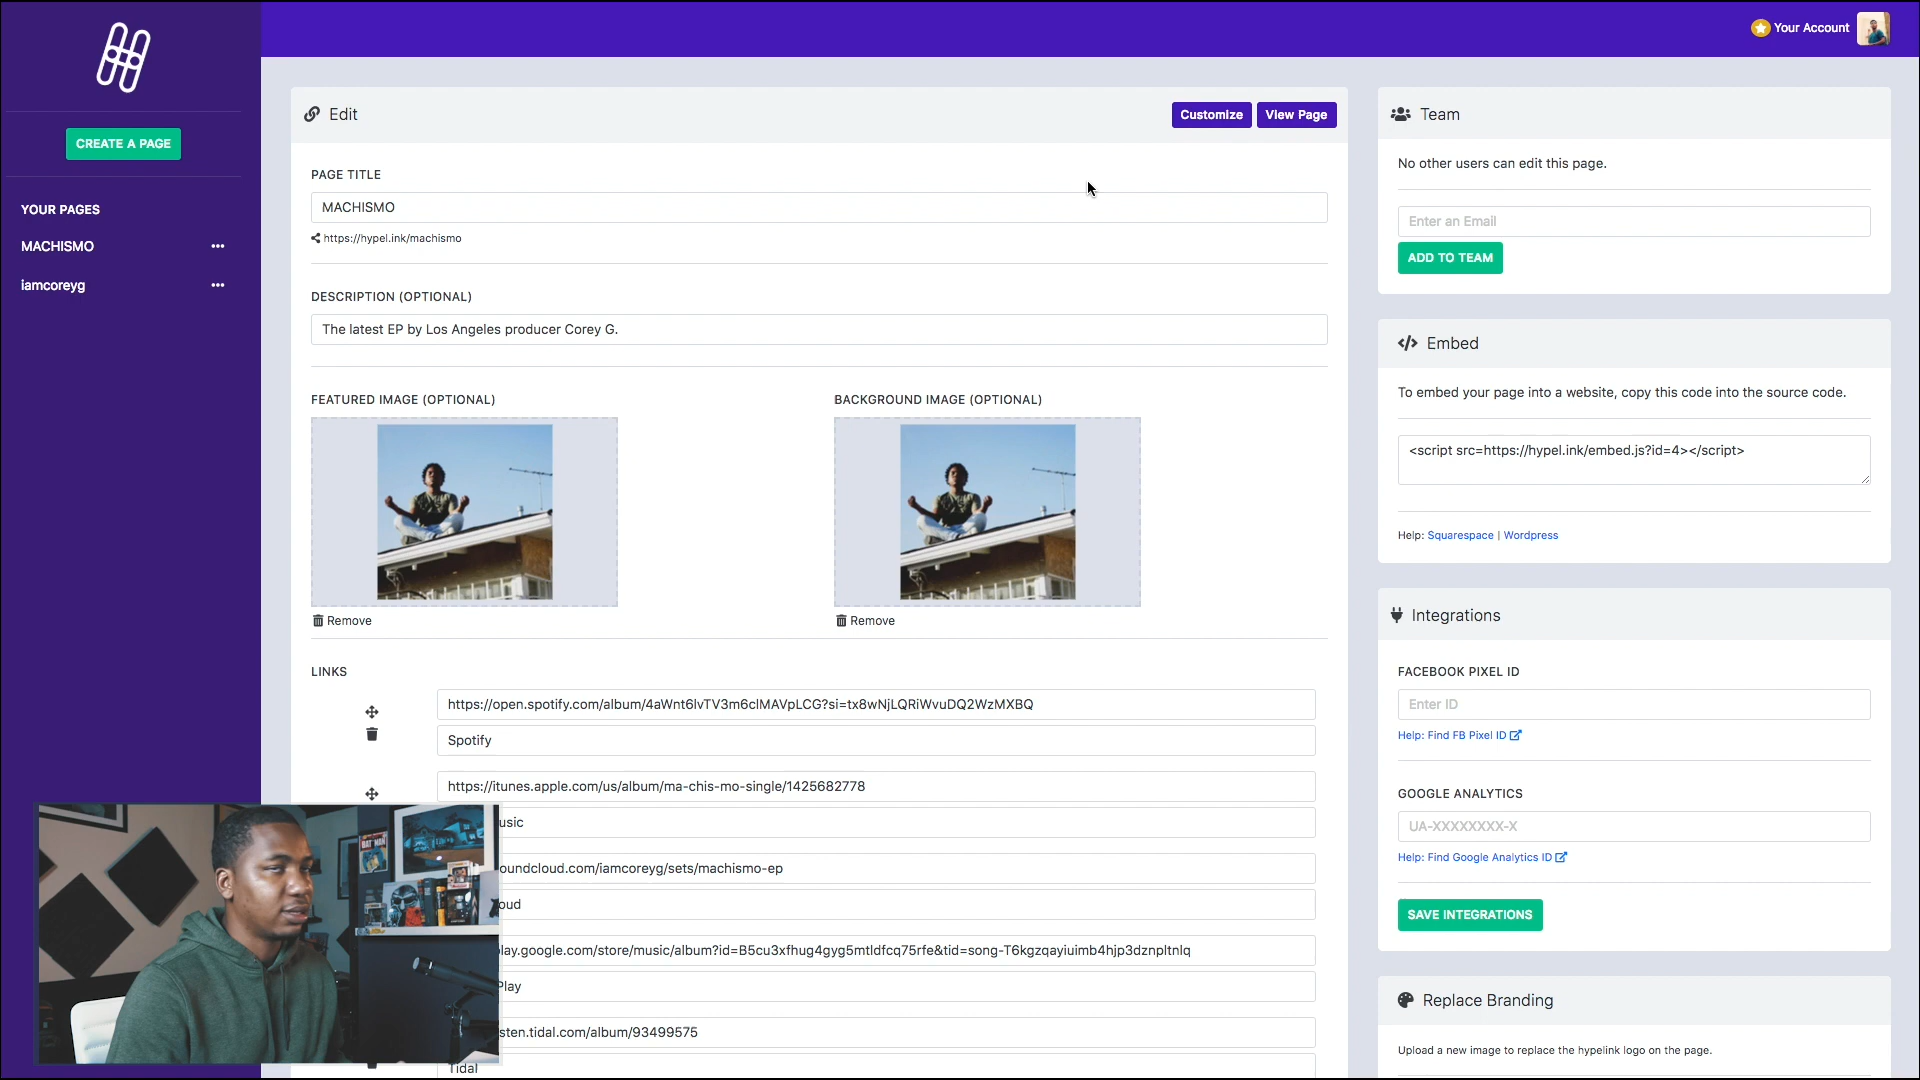 Your Account
CREATE A PAGE
YOUR PAGES
MACHISMO
iamcoreyg
Edit
Customize
View Page
PAGE TITLE
MACHISMO
https://hypel.ink/machismo
DESCRIPTION (OPTIONAL)
The latest EP by Los Angeles producer Corey G.
FEATURED IMAGE (OPTIONAL)
BACKGROUND IMAGE (OPTIONAL)
Remove
Remove
LINKS
https://open.spotify.com/album/4aWnt6lvTV3m6clMAVpLCG?si=tx8wNjLQRiWvuDQ2WzMXBQ
Spotify
https://itunes.apple.com/us/album/ma-chis-mo-single/1425682778
usic
oundcloud.com/iamcoreyg/sets/machismo-ep
oud
lay.google.com/store/music/album?id=B5cu3xfhug4gyg5mtldfcq75rfe&tid=song-T6kgzqayiuimb4hjp3dznpltnlq
Play
sten.tidal.com/album/93499575
Tidal
BATMAN
Team
No other users can edit this page.
Enter an Email
ADD TO TEAM
</> Embed
To embed your page into a website, copy this code into the source code.
<script src=https://hypel.ink/embed.js?id=4></script>
Help: Squarespace | Wordpress
Integrations
FACEBOOK PIXEL ID
Enter ID
Help: Find FB Pixel ID
GOOGLE ANALYTICS
UA-XXXXXXXX-X
Help: Find Google Analytics ID
SAVE INTEGRATIONS
Replace Branding
Upload a new image to replace the hypelink logo on the page.